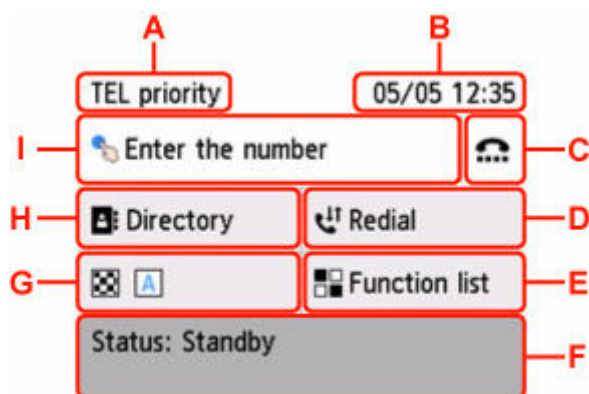 A B
TEL priority 05/05 12:35
I Enter the number C
H Directory Redial D
G A Function list E
Status: Standby F